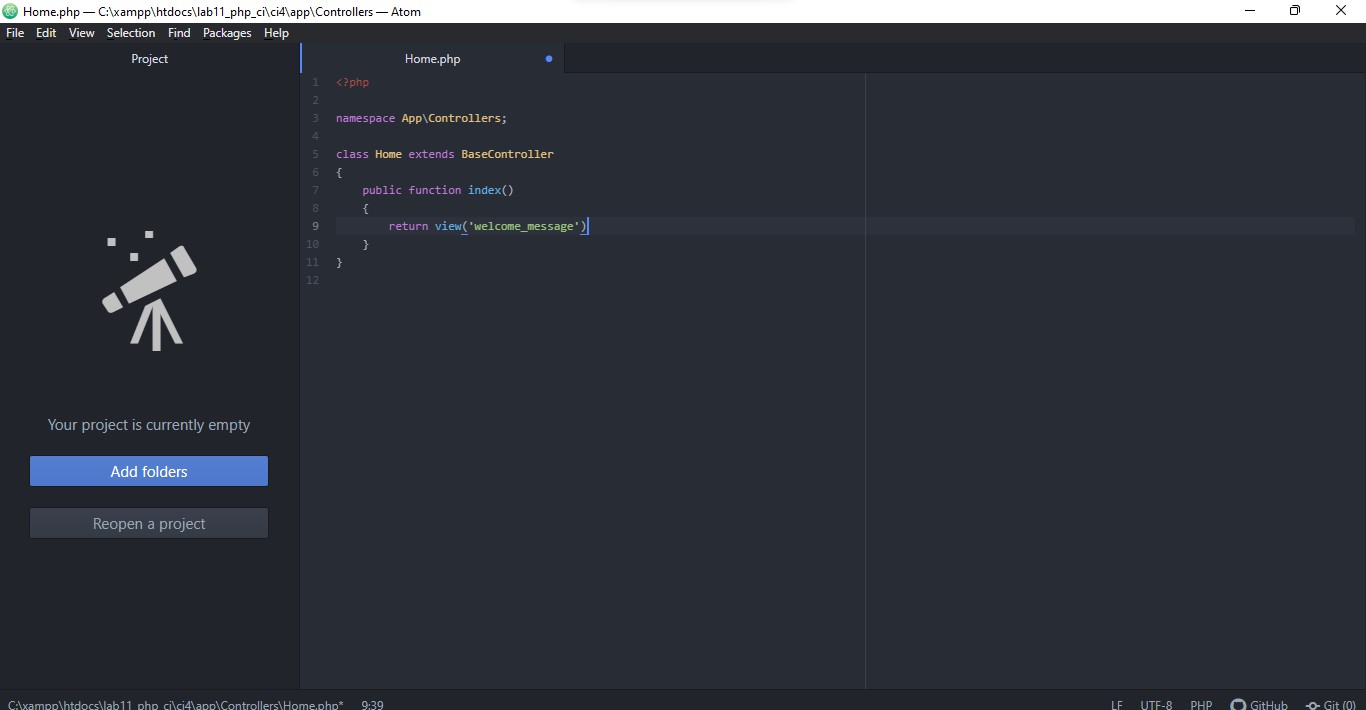 Home.php — C:\xampp\htdocs\lab11_php_ci\ci4\app\Controllers — Atom
File Edit View Selection Find Packages Help
Project
Home.php
1 <?php
2
3 namespace App\Controllers;
4
5 class Home extends BaseController
6 {
7 public function index()
8 {
9 return view('welcome_message')
10 }
11 }
12
Your project is currently empty
Add folders
Reopen a project
C:\xampp\htdocs\lab11_php_ci\ci4\app\Controllers\Home.php* 9:39 LF UTF-8 PHP GitHub Git (0)